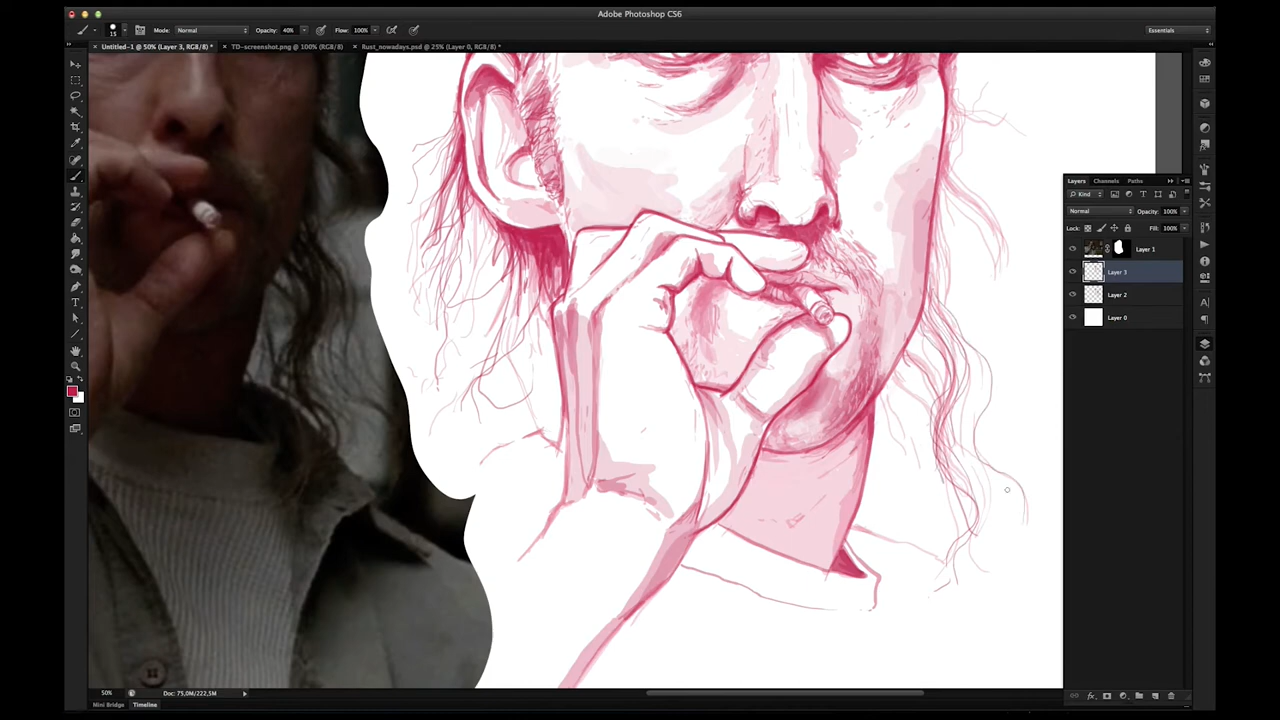 Adobe Photoshop CS6
15 Mode: Normal Opacity: 40% Flow: 100% Essentials
Untitled-1 @ 50% (Layer 3, RGB/8) * TD-screenshot.png @ 100% (RGB/8) Rust_nowadays.psd @ 25% (Layer 0, RGB/8) *
Layers Channels Paths
Kind
Normal Opacity: 100%
Lock: Fill: 100%
Layer 1
Layer 3
Layer 2
Layer 0
50% Doc: 75,0M/222,5M
Mini Bridge Timeline